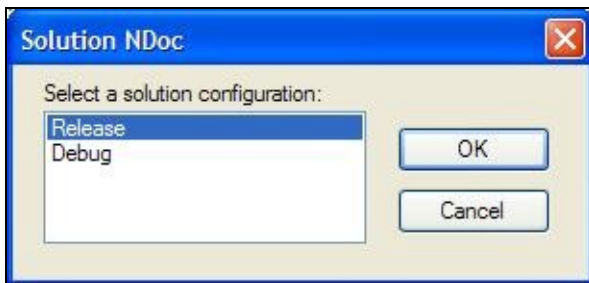 Solution NDoc
Select a solution configuration:
Release
Debug
OK
Cancel